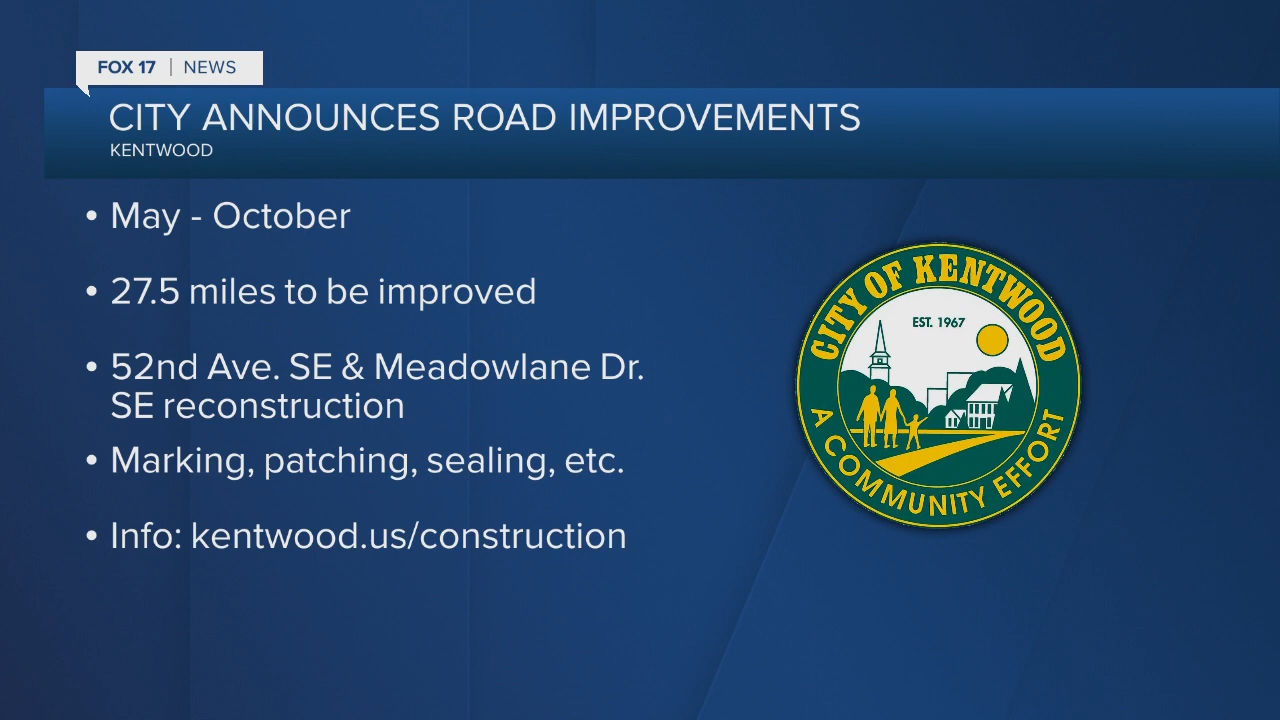 FOX 17 | NEWS
CITY ANNOUNCES ROAD IMPROVEMENTS
KENTWOOD
• May - October
• 27.5 miles to be improved
• 52nd Ave. SE & Meadowlane Dr.
SE reconstruction
• Marking, patching, sealing, etc.
• Info: kentwood.us/construction
CITY OF KENTWOOD
EST. 1967
A COMMUNITY EFFORT